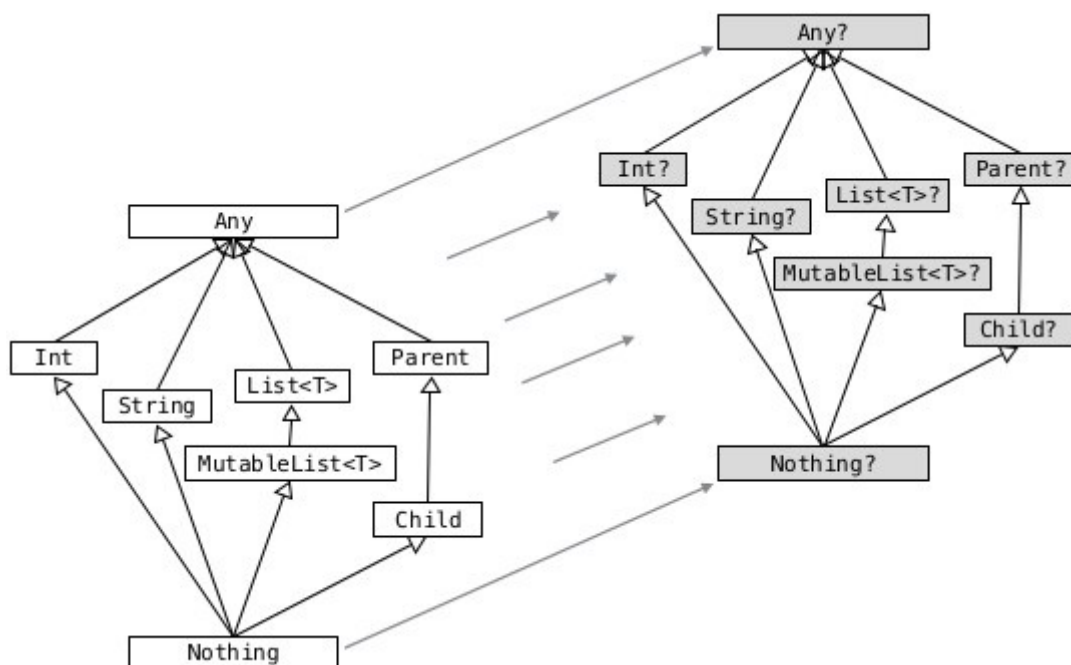 Any?
Int?
Parent?
List<T>?
String?
MutableList<T>?
Child?
Nothing?
Any
Int
Parent
List<T>
String
MutableList<T>
Child
Nothing